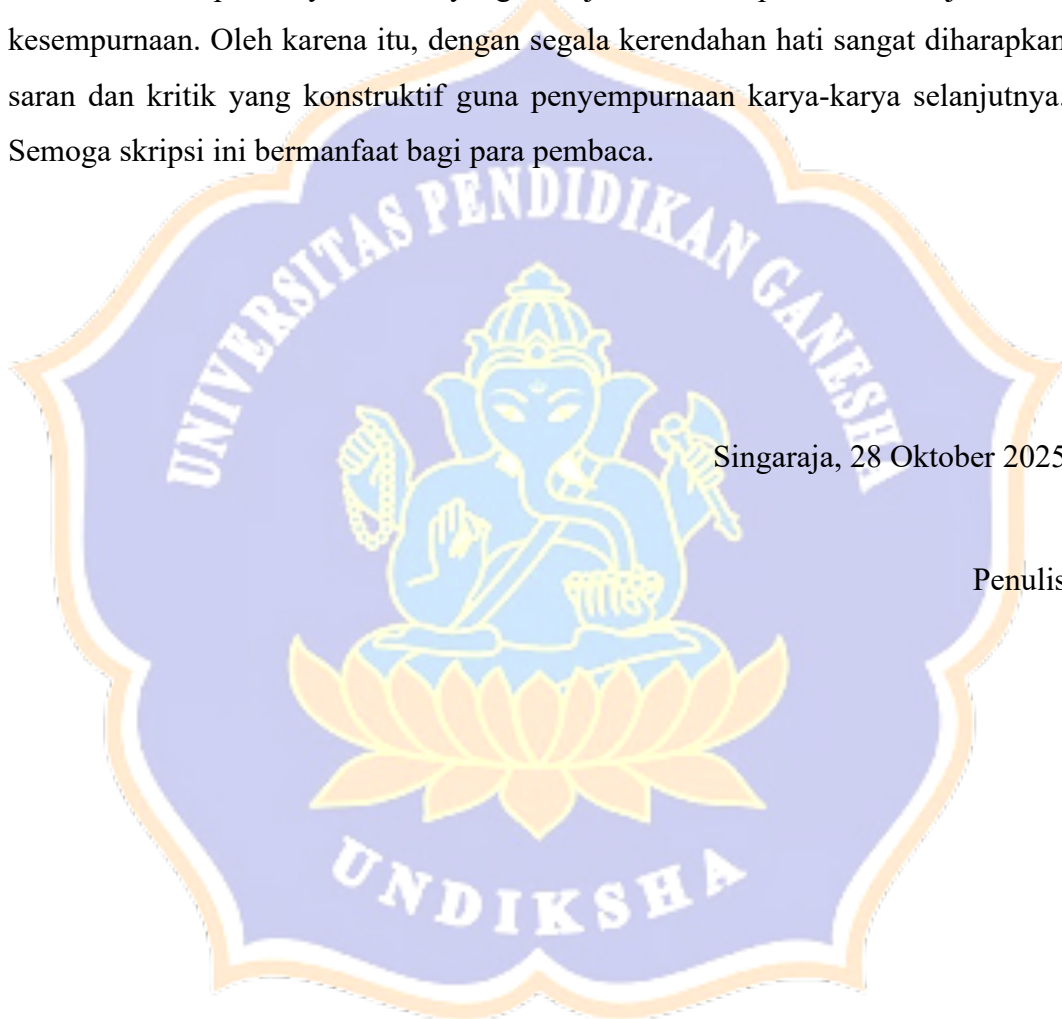 kesempurnaan. Oleh karena itu, dengan segala kerendahan hati sangat diharapkan
saran dan kritik yang konstruktif guna penyempurnaan karya-karya selanjutnya.
Semoga skripsi ini bermanfaat bagi para pembaca.
UNIVERSITAS PENDIDIKAN GANESHA
Singaraja, 28 Oktober 2025
Penulis
UNDIKSHA